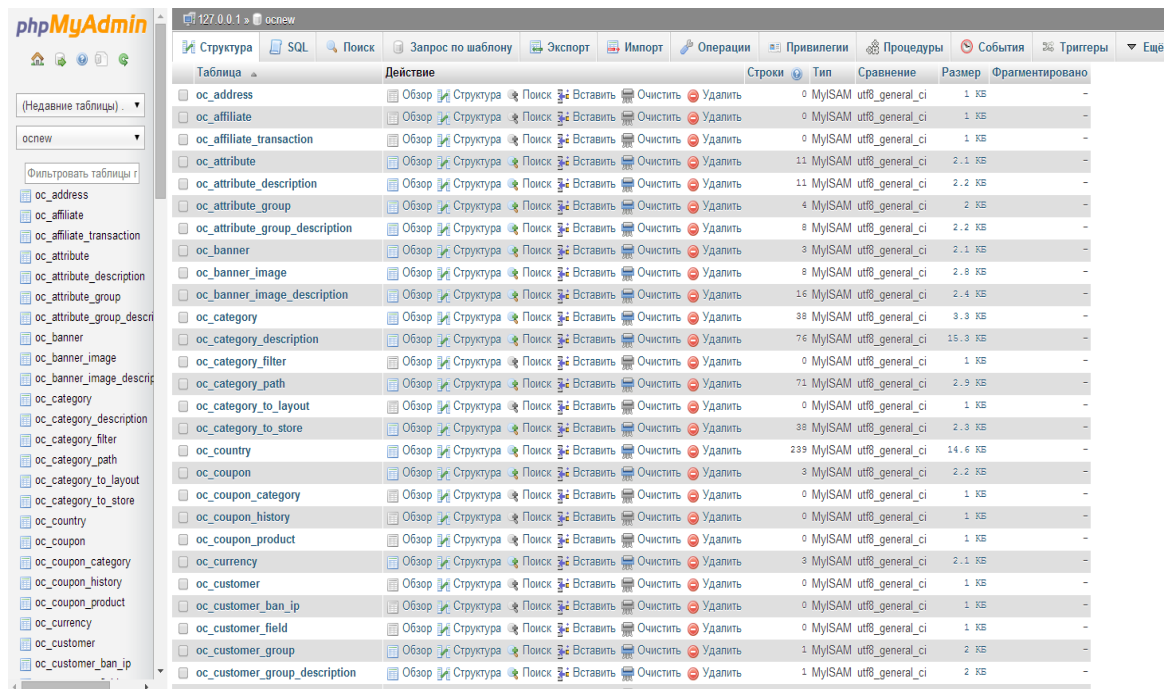 phpMyAdmin
(Недавние таблицы) .
ocnew
Фильтровать таблицы г
oc_address
oc_affiliate
oc_affiliate_transaction
oc_attribute
oc_attribute_description
oc_attribute_group
oc_attribute_group_descri
oc_banner
oc_banner_image
oc_banner_image_descrip
oc_category
oc_category_description
oc_category_filter
oc_category_path
oc_category_to_layout
oc_category_to_store
oc_country
oc_coupon
oc_coupon_category
oc_coupon_history
oc_coupon_product
oc_currency
oc_customer
oc_customer_ban_ip
127.0.0.1 » ocnew
Структура SQL Поиск Запрос по шаблону Экспорт Импорт Операции Привилегии Процедуры События Триггеры Ещё
Таблица Действие Строки Тип Сравнение Размер Фрагментировано
oc_address Обзор Структура Поиск Вставить Очистить Удалить 0 MyISAM utf8_general_ci 1 КБ -
oc_affiliate Обзор Структура Поиск Вставить Очистить Удалить 0 MyISAM utf8_general_ci 1 КБ -
oc_affiliate_transaction Обзор Структура Поиск Вставить Очистить Удалить 0 MyISAM utf8_general_ci 1 КБ -
oc_attribute Обзор Структура Поиск Вставить Очистить Удалить 11 MyISAM utf8_general_ci 2.1 КБ -
oc_attribute_description Обзор Структура Поиск Вставить Очистить Удалить 11 MyISAM utf8_general_ci 2.2 КБ -
oc_attribute_group Обзор Структура Поиск Вставить Очистить Удалить 4 MyISAM utf8_general_ci 2 КБ -
oc_attribute_group_description Обзор Структура Поиск Вставить Очистить Удалить 8 MyISAM utf8_general_ci 2.2 КБ -
oc_banner Обзор Структура Поиск Вставить Очистить Удалить 3 MyISAM utf8_general_ci 2.1 КБ -
oc_banner_image Обзор Структура Поиск Вставить Очистить Удалить 8 MyISAM utf8_general_ci 2.8 КБ -
oc_banner_image_description Обзор Структура Поиск Вставить Очистить Удалить 16 MyISAM utf8_general_ci 2.4 КБ -
oc_category Обзор Структура Поиск Вставить Очистить Удалить 38 MyISAM utf8_general_ci 3.3 КБ -
oc_category_description Обзор Структура Поиск Вставить Очистить Удалить 76 MyISAM utf8_general_ci 15.3 КБ -
oc_category_filter Обзор Структура Поиск Вставить Очистить Удалить 0 MyISAM utf8_general_ci 1 КБ -
oc_category_path Обзор Структура Поиск Вставить Очистить Удалить 71 MyISAM utf8_general_ci 2.9 КБ -
oc_category_to_layout Обзор Структура Поиск Вставить Очистить Удалить 0 MyISAM utf8_general_ci 1 КБ -
oc_category_to_store Обзор Структура Поиск Вставить Очистить Удалить 38 MyISAM utf8_general_ci 2.3 КБ -
oc_country Обзор Структура Поиск Вставить Очистить Удалить 239 MyISAM utf8_general_ci 14.6 КБ -
oc_coupon Обзор Структура Поиск Вставить Очистить Удалить 3 MyISAM utf8_general_ci 2.2 КБ -
oc_coupon_category Обзор Структура Поиск Вставить Очистить Удалить 0 MyISAM utf8_general_ci 1 КБ -
oc_coupon_history Обзор Структура Поиск Вставить Очистить Удалить 0 MyISAM utf8_general_ci 1 КБ -
oc_coupon_product Обзор Структура Поиск Вставить Очистить Удалить 0 MyISAM utf8_general_ci 1 КБ -
oc_currency Обзор Структура Поиск Вставить Очистить Удалить 3 MyISAM utf8_general_ci 2.1 КБ -
oc_customer Обзор Структура Поиск Вставить Очистить Удалить 0 MyISAM utf8_general_ci 1 КБ -
oc_customer_ban_ip Обзор Структура Поиск Вставить Очистить Удалить 0 MyISAM utf8_general_ci 1 КБ -
oc_customer_field Обзор Структура Поиск Вставить Очистить Удалить 0 MyISAM utf8_general_ci 1 КБ -
oc_customer_group Обзор Структура Поиск Вставить Очистить Удалить 1 MyISAM utf8_general_ci 2 КБ -
oc_customer_group_description Обзор Структура Поиск Вставить Очистить Удалить 1 MyISAM utf8_general_ci 2 КБ -